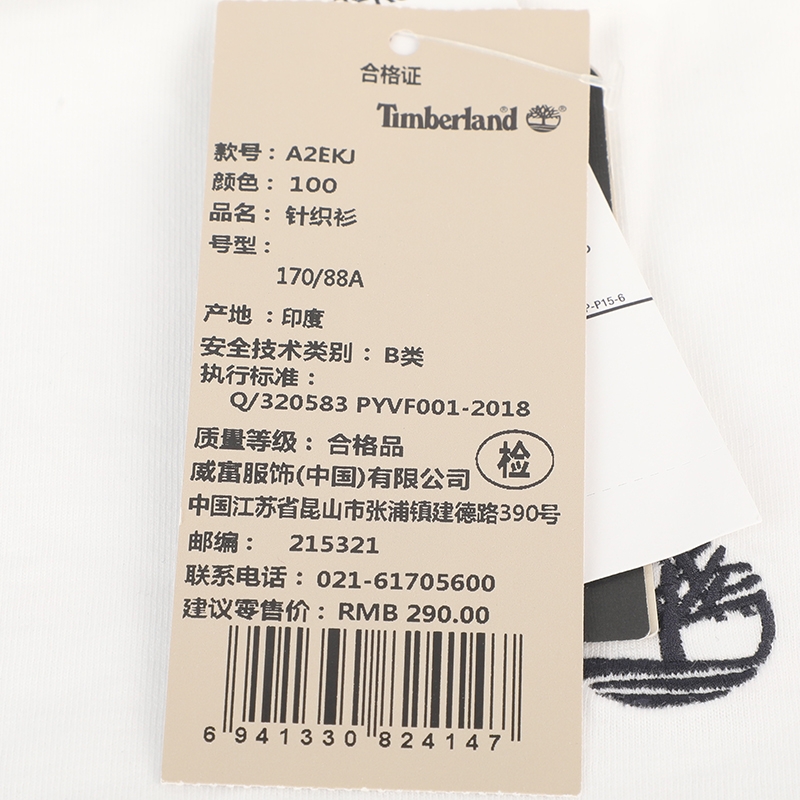 合格证
Timberland
款号：A2EKJ
颜色：100
品名：针织衫
号型：
170/88A
产地：印度
安全技术类别：B类
执行标准：
Q/320583 PYVF001-2018
质量等级：合格品
检
威富服饰(中国)有限公司
中国江苏省昆山市张浦镇建德路390号
邮编：215321
联系电话：021-61705600
建议零售价：RMB 290.00
6 941330 824147
-P15-6